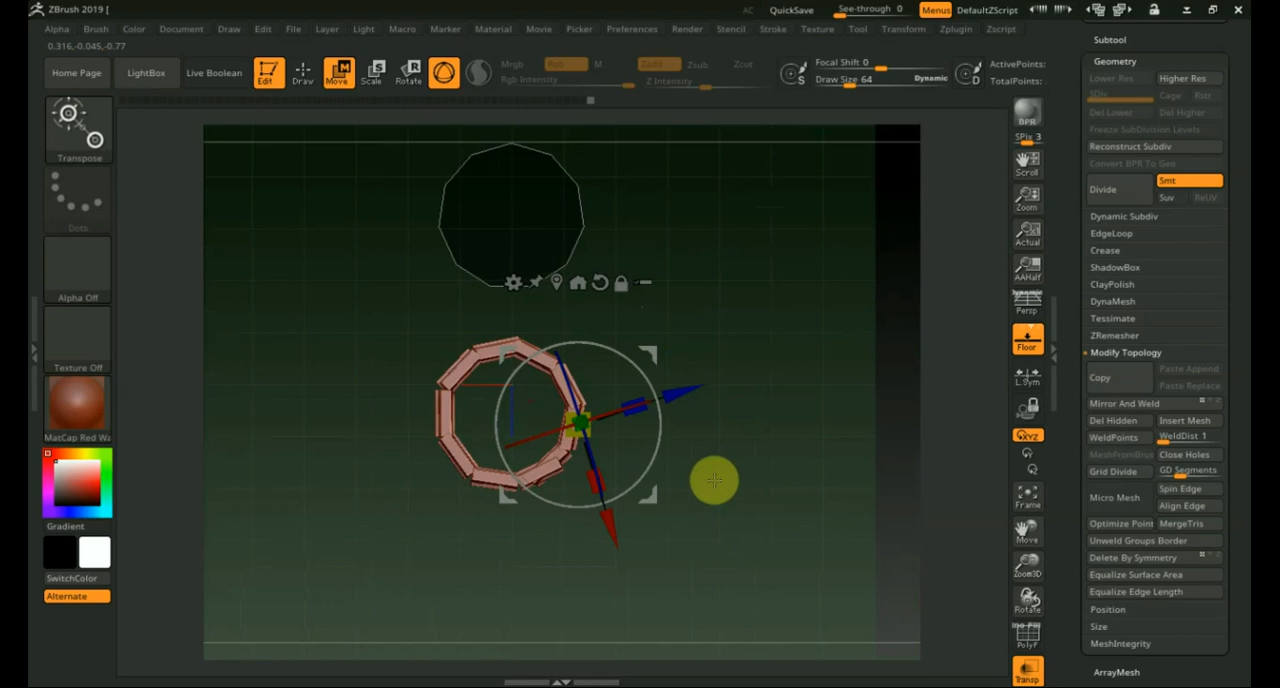 ZBrush 2019 [
AC QuickSave See-through 0 Menus DefaultZScript
Alpha Brush Color Document Draw Edit File Layer Light Macro Marker Material Movie Picker Preferences Render Stencil Stroke Texture Tool Transform Zplugin Zscript
0.316,-0.045,-0.77
Home Page LightBox Live Boolean Edit Draw Move Scale Rotate
Mrgb Rgb M Zadd Zsub Zcut
Rgb Intensity Z Intensity
S Focal Shift 0
Draw Size 64 Dynamic
D ActivePoints:
TotalPoints:
Transpose
Dots
Alpha Off
Texture Off
MatCap Red Wa
Gradient
SwitchColor
Alternate
BPR
SPix 3
Scroll
Zoom
Actual
AAHalf
Dynamic
Persp
Floor
L.Sym
XYZ
Frame
Move
Zoom3D
Rotate
PolyF
Transp
Subtool
Geometry
Lower Res Higher Res
SDiv Cage Rstr
Del Lower Del Higher
Freeze SubDivision Levels
Reconstruct Subdiv
Convert BPR To Geo
Divide Smt
Suv ReUV
Dynamic Subdiv
EdgeLoop
Crease
ShadowBox
ClayPolish
DynaMesh
Tessimate
ZRemesher
Modify Topology
Copy Paste Append
Paste Replace
Mirror And Weld
Del Hidden Insert Mesh
WeldPoints WeldDist 1
MeshFromBrus Close Holes
Grid Divide GD Segments
Micro Mesh Spin Edge
Align Edge
Optimize Point MergeTris
Unweld Groups Border
Delete By Symmetry
Equalize Surface Area
Equalize Edge Length
Position
Size
MeshIntegrity
ArrayMesh